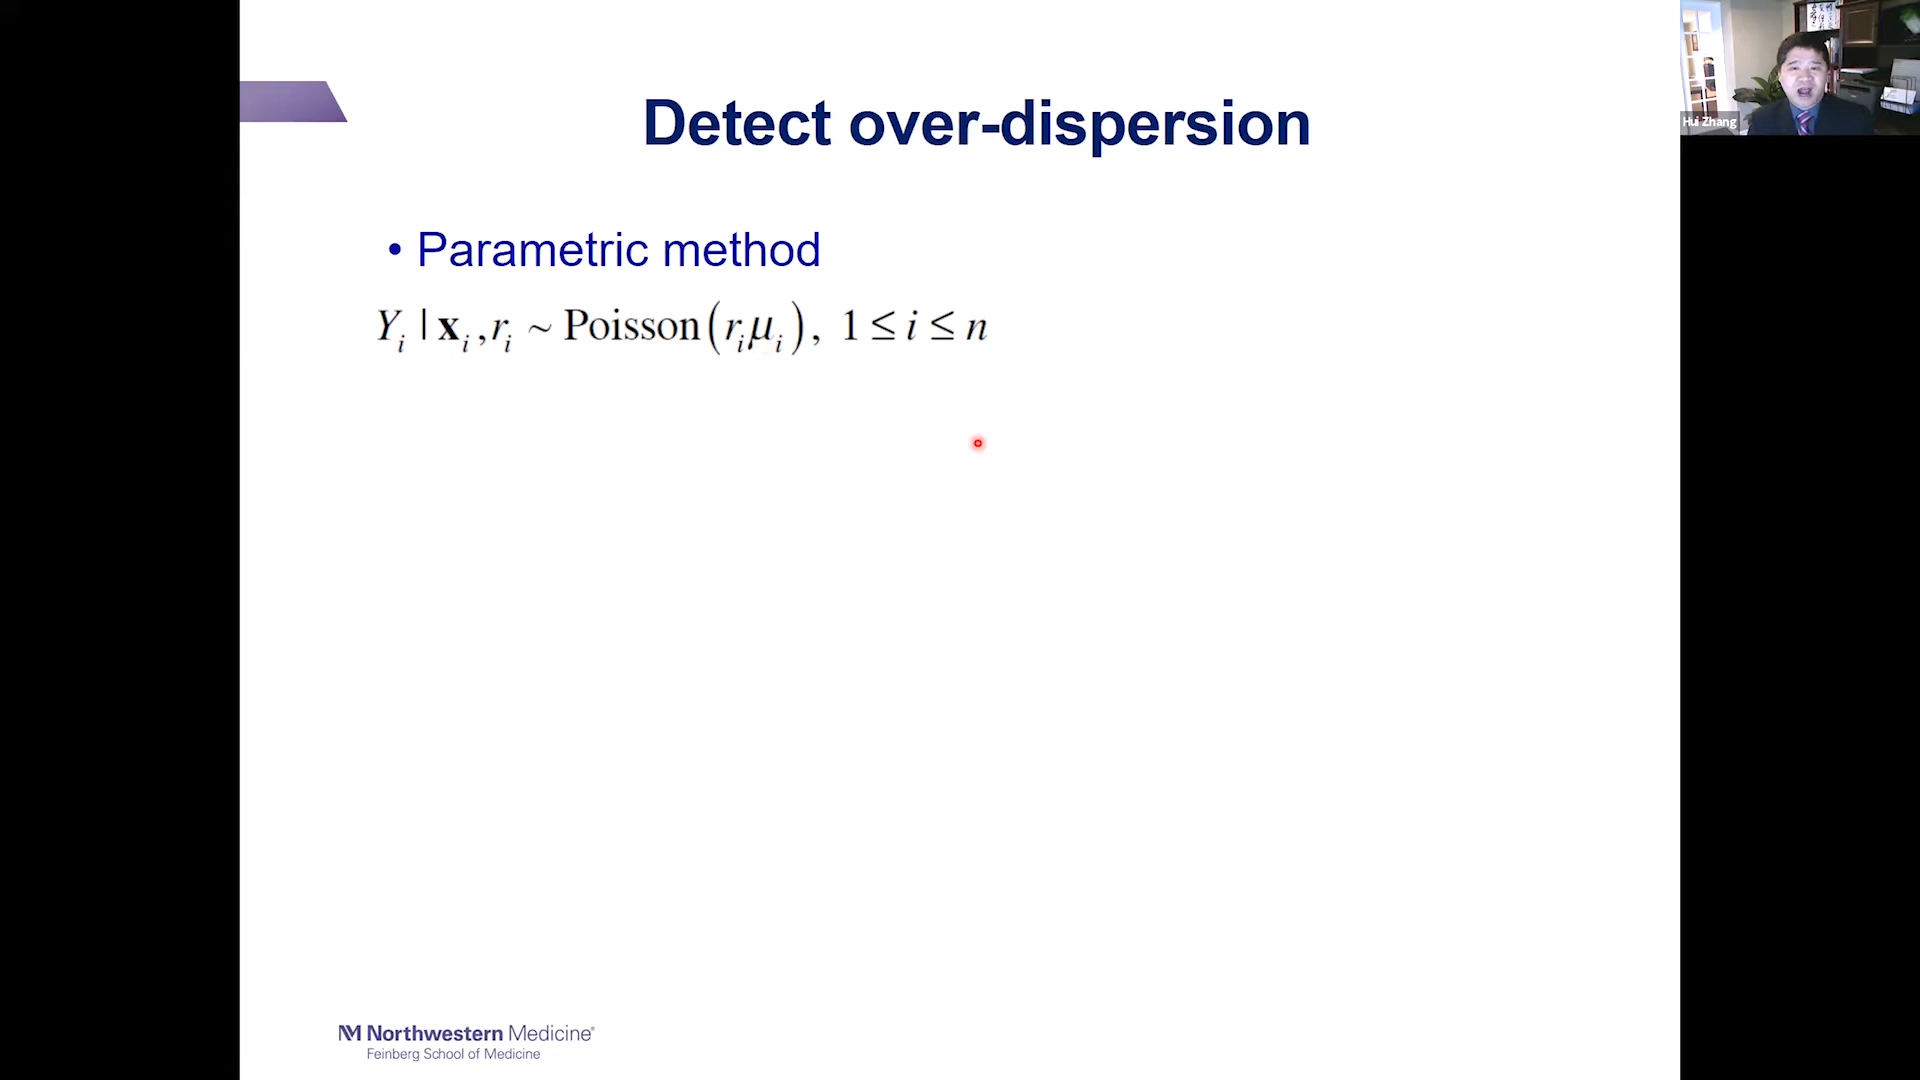 Detect over-dispersion
Hui Zhang
• Parametric method
Yᵢ | xᵢ, rᵢ ~ Poisson(rᵢμᵢ), 1 ≤ i ≤ n
NM Northwestern Medicine®
Feinberg School of Medicine